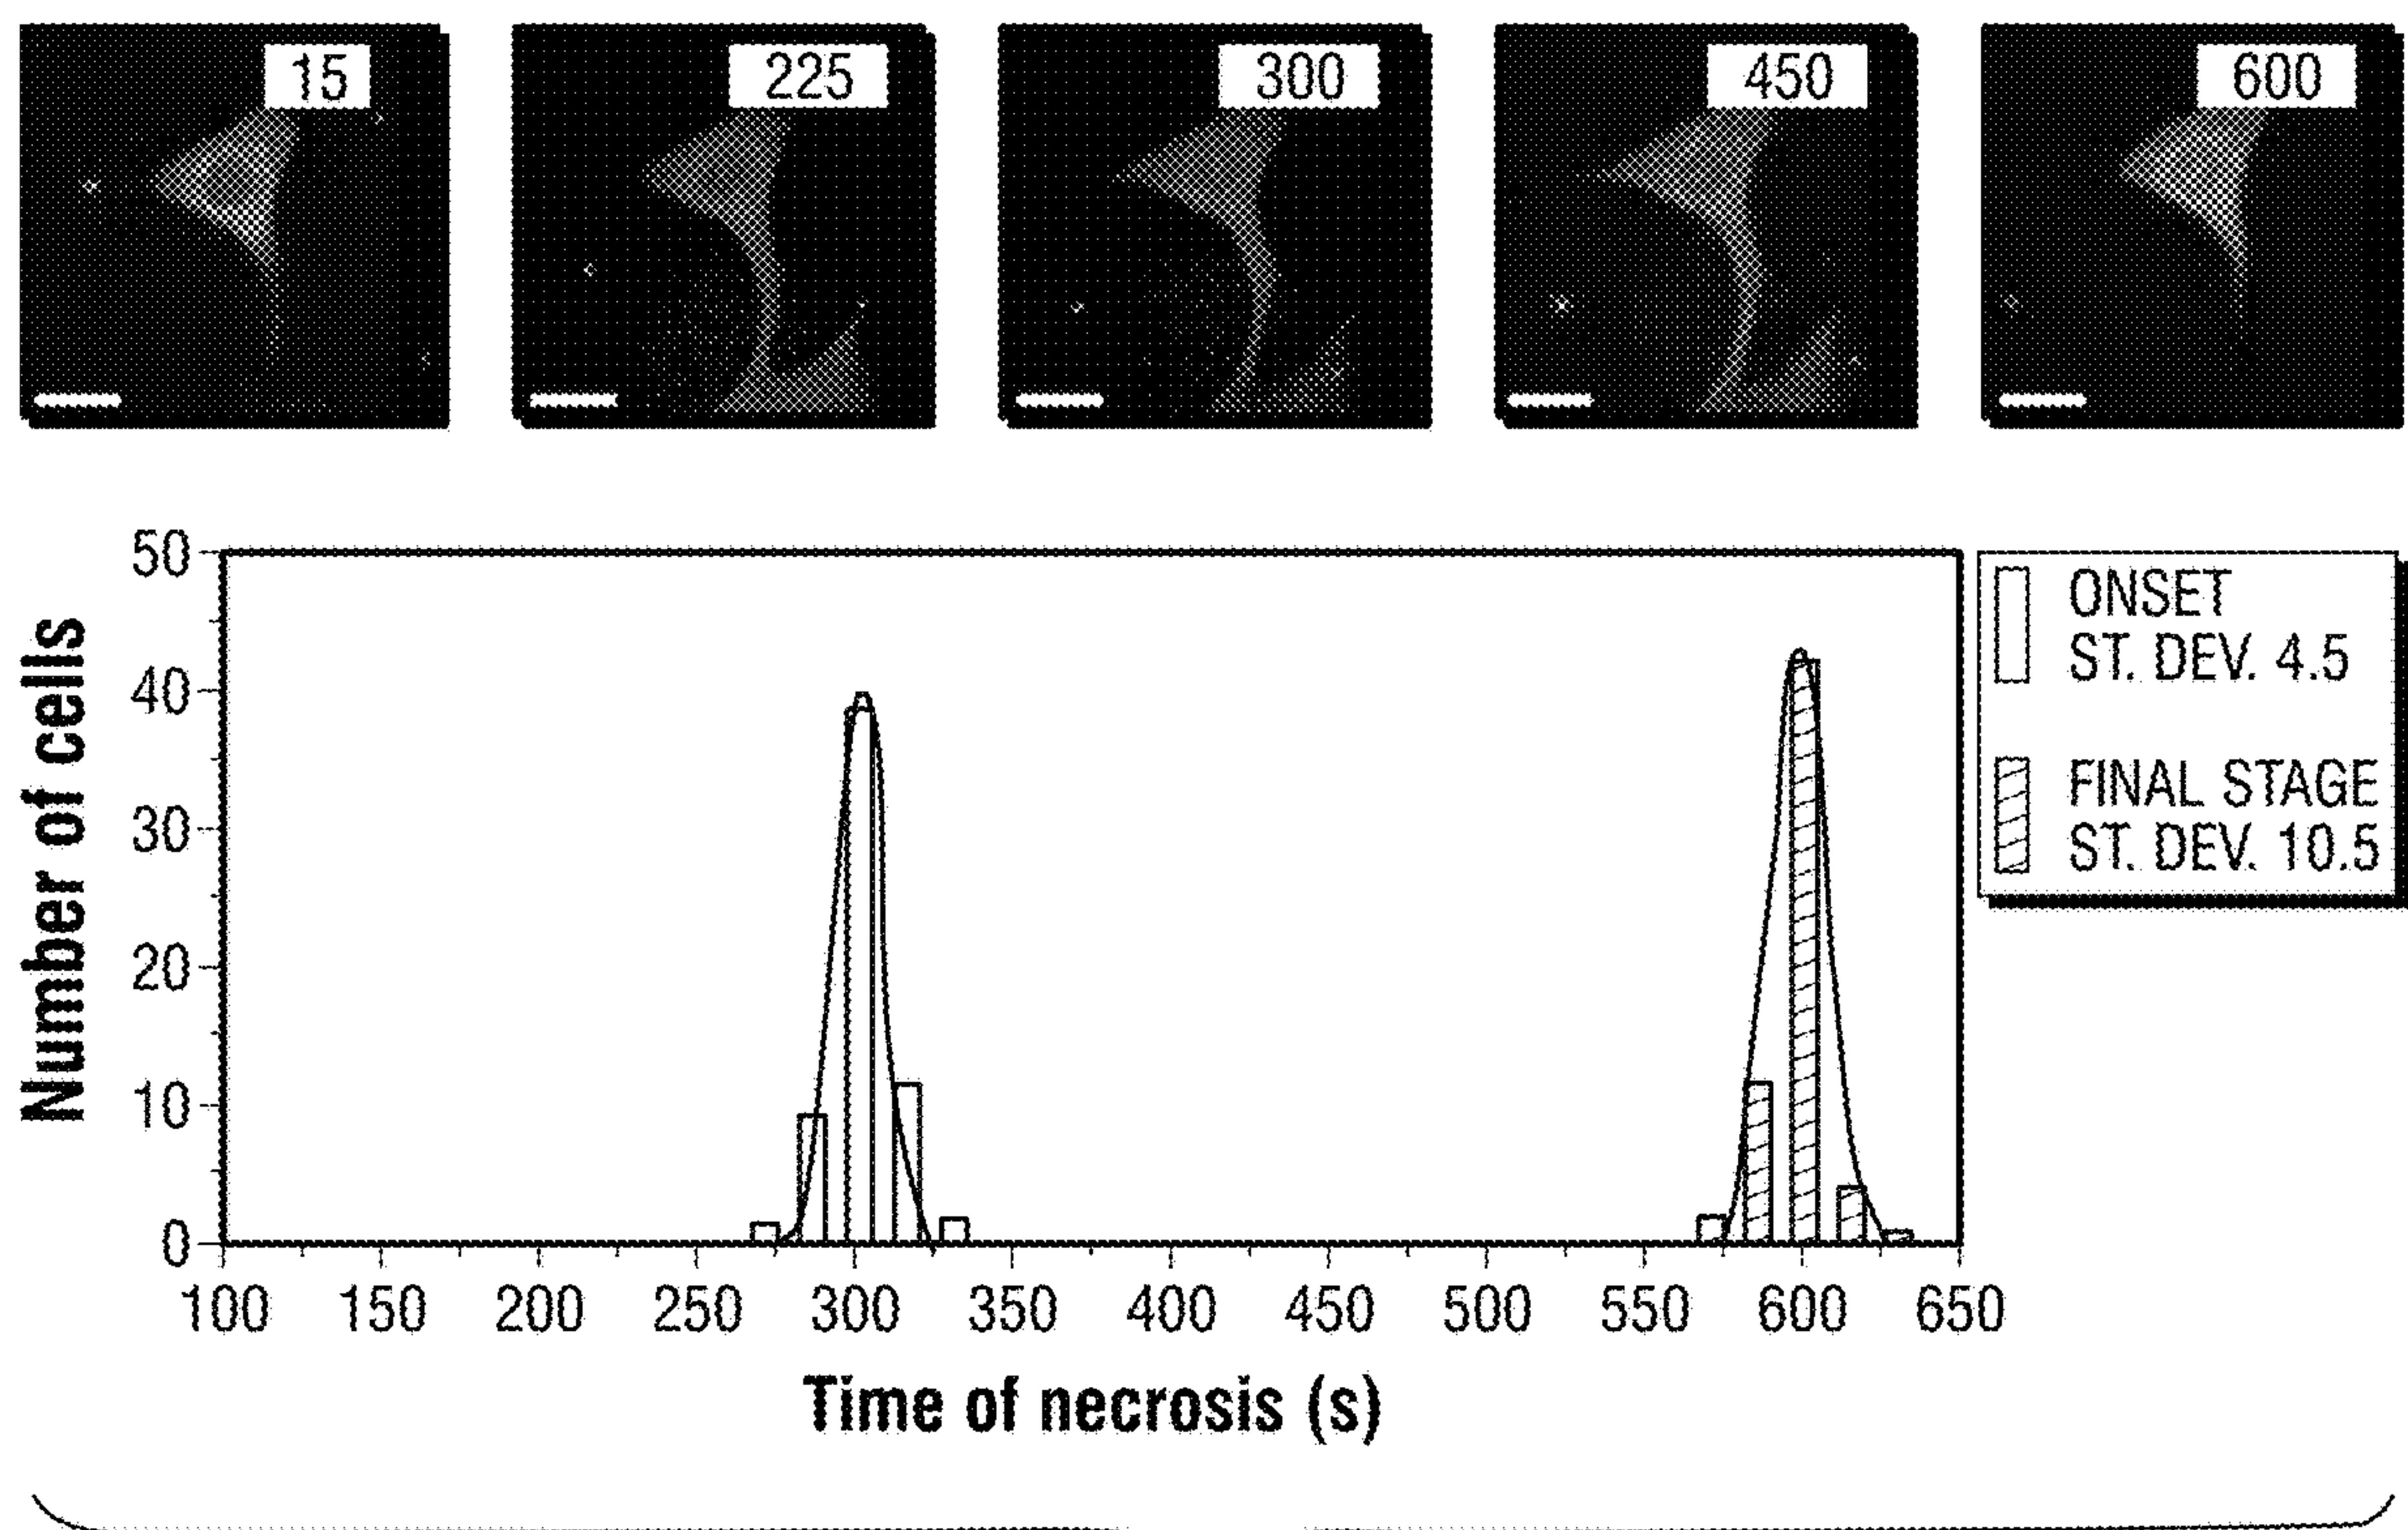 15
225
300
450
600
50
40
30
20
10
0
Number of cells
ONSET
ST. DEV. 4.5
FINAL STAGE
ST. DEV. 10.5
100 150 200 250 300 350 400 450 500 550 600 650
Time of necrosis (s)